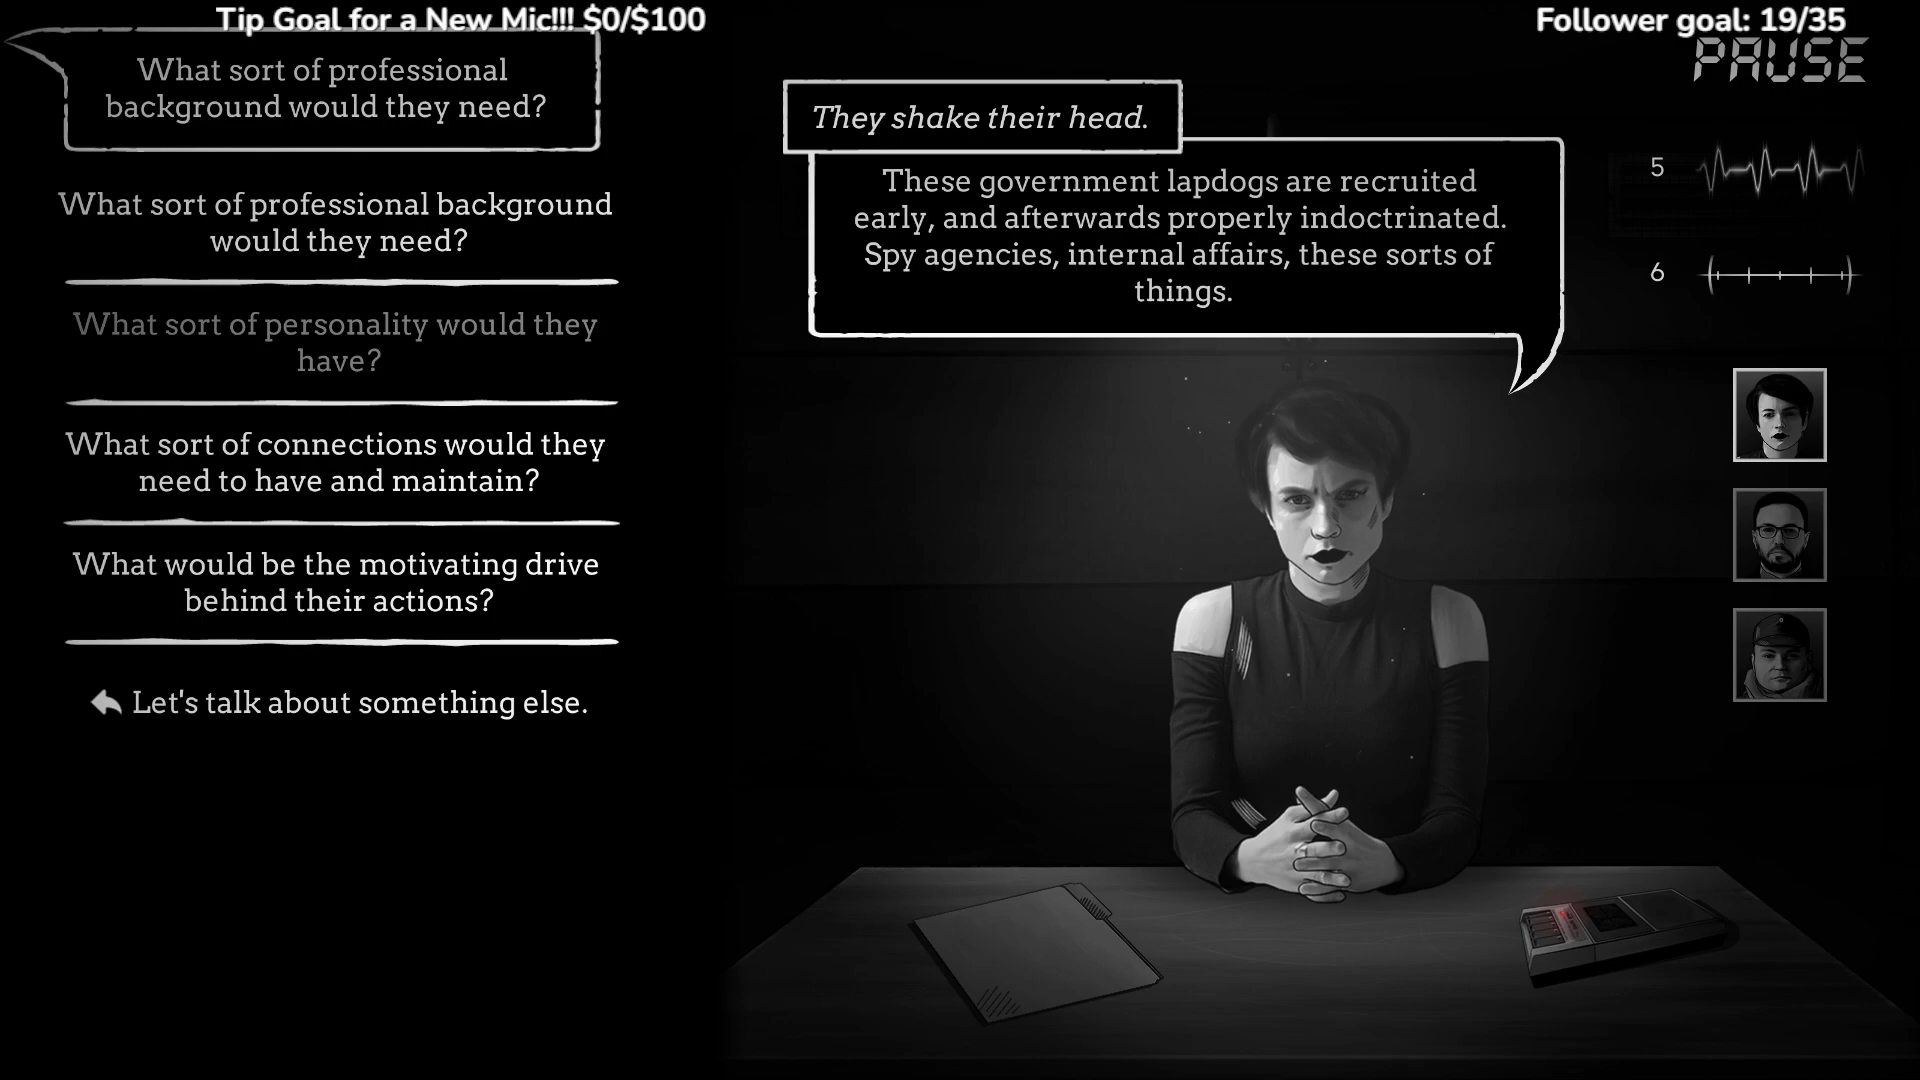 Tip Goal for a New Mic!!! $0/$100
Follower goal: 19/35
PAUSE
What sort of professional
background would they need?
What sort of professional background
would they need?
What sort of personality would they
have?
What sort of connections would they
need to have and maintain?
What would be the motivating drive
behind their actions?
Let's talk about something else.
They shake their head.
These government lapdogs are recruited
early, and afterwards properly indoctrinated.
Spy agencies, internal affairs, these sorts of
things.
5
6